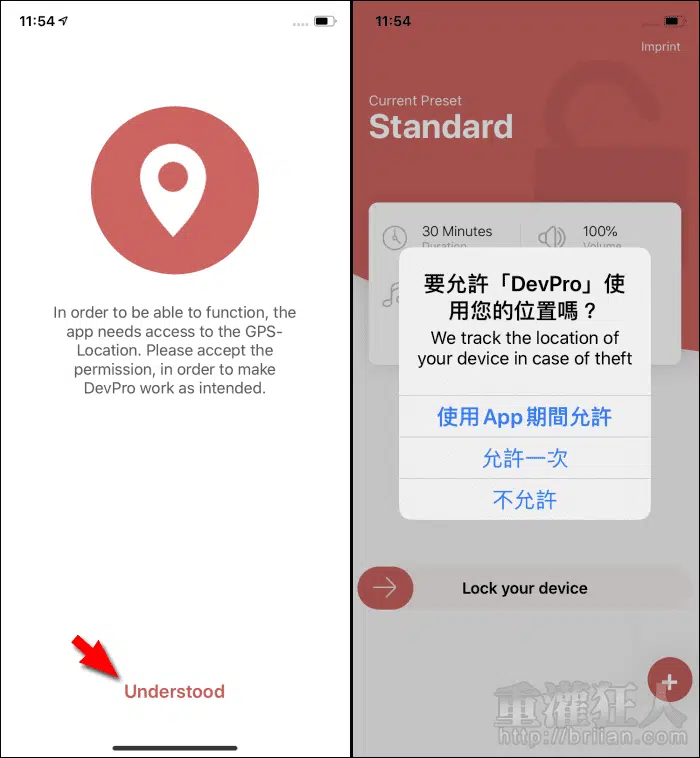 11:54
In order to be able to function, the
app needs access to the GPS-
Location. Please accept the
permission, in order to make
DevPro work as intended.
Understood
11:54
Imprint
Current Preset
Standard
30 Minutes
Duration
100%
Volume
要允許「DevPro」使
用您的位置嗎？
We track the location of
your device in case of theft
使用 App 期間允許
允許一次
不允許
Lock your device
重灌狂人
http://briian.com